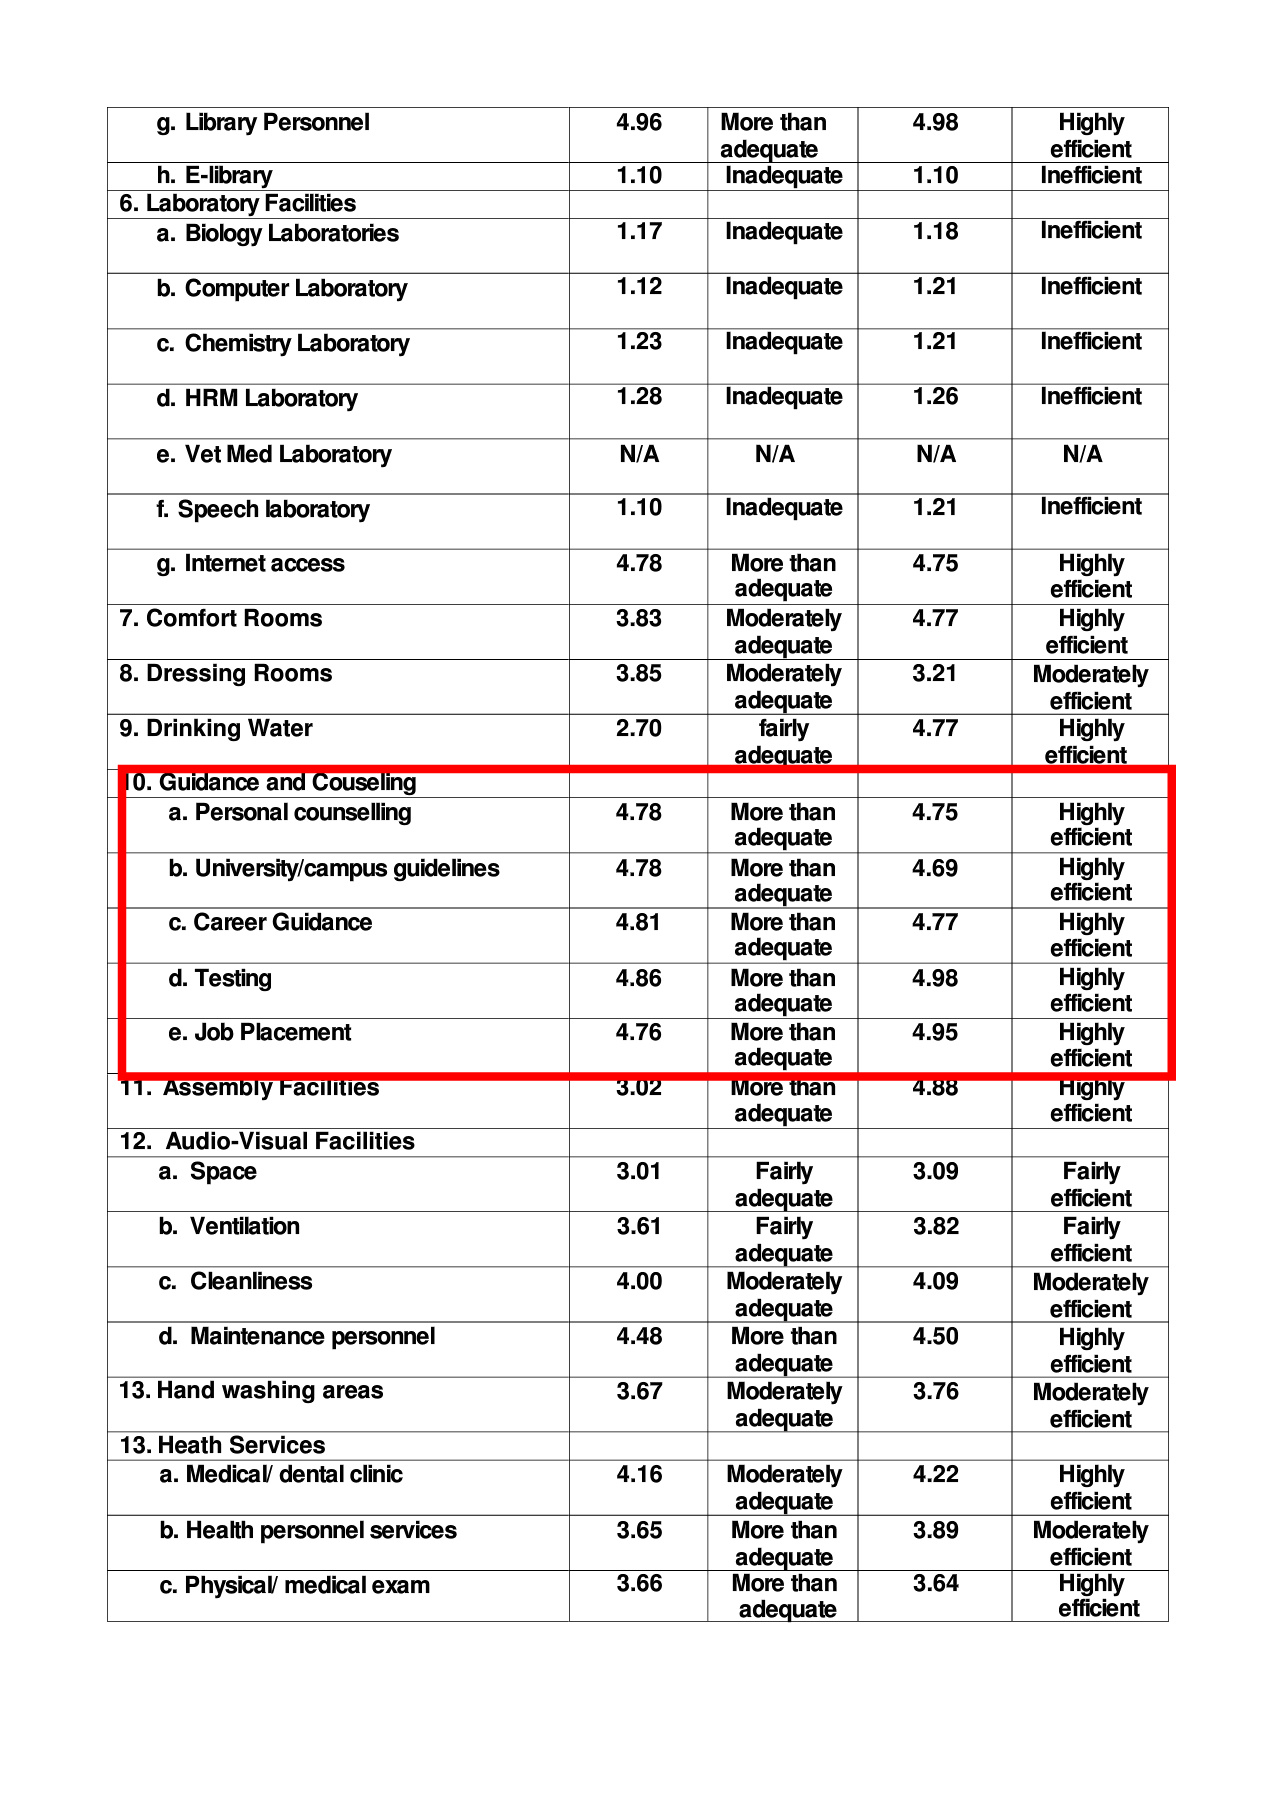 g. Library Personnel 4.96 More than adequate 4.98 Highly efficient
h. E-library 1.10 Inadequate 1.10 Inefficient
6. Laboratory Facilities
a. Biology Laboratories 1.17 Inadequate 1.18 Inefficient
b. Computer Laboratory 1.12 Inadequate 1.21 Inefficient
c. Chemistry Laboratory 1.23 Inadequate 1.21 Inefficient
d. HRM Laboratory 1.28 Inadequate 1.26 Inefficient
e. Vet Med Laboratory N/A N/A N/A N/A
f. Speech laboratory 1.10 Inadequate 1.21 Inefficient
g. Internet access 4.78 More than adequate 4.75 Highly efficient
7. Comfort Rooms 3.83 Moderately adequate 4.77 Highly efficient
8. Dressing Rooms 3.85 Moderately adequate 3.21 Moderately efficient
9. Drinking Water 2.70 fairly adequate 4.77 Highly efficient
10. Guidance and Couseling
a. Personal counselling 4.78 More than adequate 4.75 Highly efficient
b. University/campus guidelines 4.78 More than adequate 4.69 Highly efficient
c. Career Guidance 4.81 More than adequate 4.77 Highly efficient
d. Testing 4.86 More than adequate 4.98 Highly efficient
e. Job Placement 4.76 More than adequate 4.95 Highly efficient
11. Assembly Facilities 3.02 More than adequate 4.88 Highly efficient
12. Audio-Visual Facilities
a. Space 3.01 Fairly adequate 3.09 Fairly efficient
b. Ventilation 3.61 Fairly adequate 3.82 Fairly efficient
c. Cleanliness 4.00 Moderately adequate 4.09 Moderately efficient
d. Maintenance personnel 4.48 More than adequate 4.50 Highly efficient
13. Hand washing areas 3.67 Moderately adequate 3.76 Moderately efficient
13. Heath Services
a. Medical/ dental clinic 4.16 Moderately adequate 4.22 Highly efficient
b. Health personnel services 3.65 More than adequate 3.89 Moderately efficient
c. Physical/ medical exam 3.66 More than adequate 3.64 Highly efficient